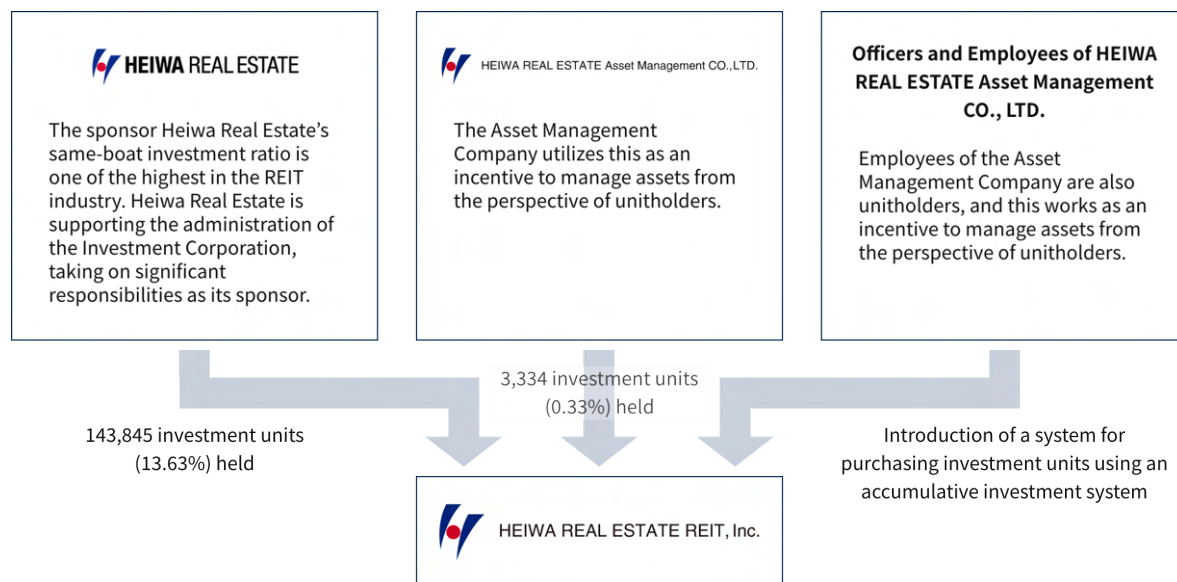 HEIWA REAL ESTATE
The sponsor Heiwa Real Estate's
same-boat investment ratio is
one of the highest in the REIT
industry. Heiwa Real Estate is
supporting the administration of
the Investment Corporation,
taking on significant
responsibilities as its sponsor.
HEIWA REAL ESTATE Asset Management CO.,LTD.
The Asset Management
Company utilizes this as an
incentive to manage assets from
the perspective of unitholders.
Officers and Employees of HEIWA
REAL ESTATE Asset Management
CO., LTD.
Employees of the Asset
Management Company are also
unitholders, and this works as an
incentive to manage assets from
the perspective of unitholders.
143,845 investment units
(13.63%) held
3,334 investment units
(0.33%) held
Introduction of a system for
purchasing investment units using an
accumulative investment system
HEIWA REAL ESTATE REIT, Inc.